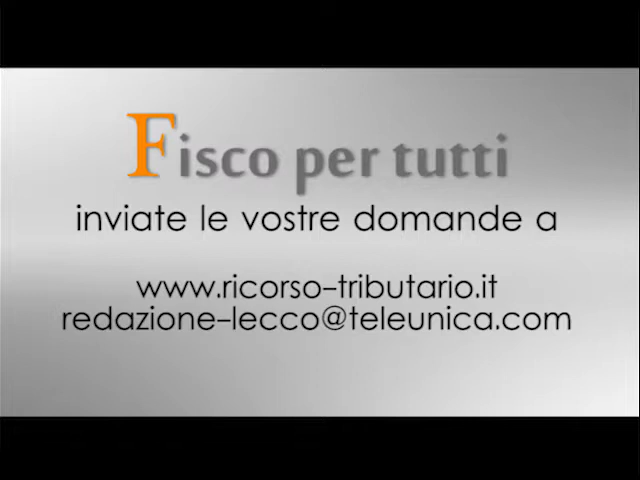 Fisco per tutti
inviate le vostre domande a
www.ricorso-tributario.it
redazione-lecco@teleunica.com